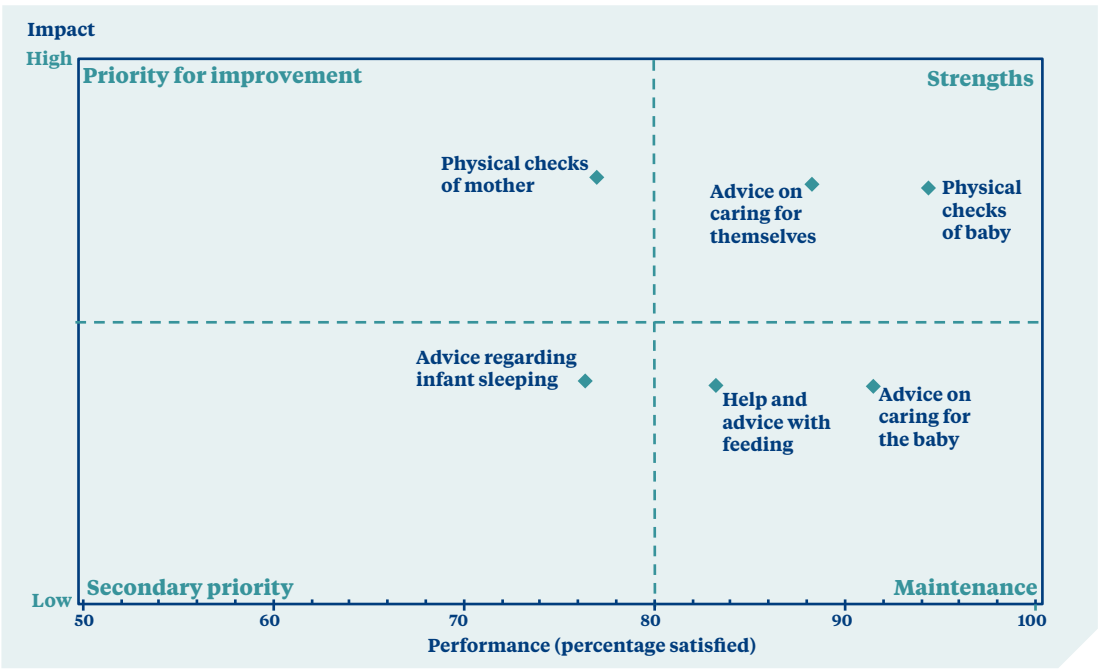 Impact
High
Priority for improvement
Strengths
Physical checks
of mother
Advice on
caring for
themselves
Physical
checks
of baby
Advice regarding
infant sleeping
Help and
advice with
feeding
Advice on
caring for
the baby
Secondary priority
Maintenance
Low
50 60 70 80 90 100
Performance (percentage satisfied)